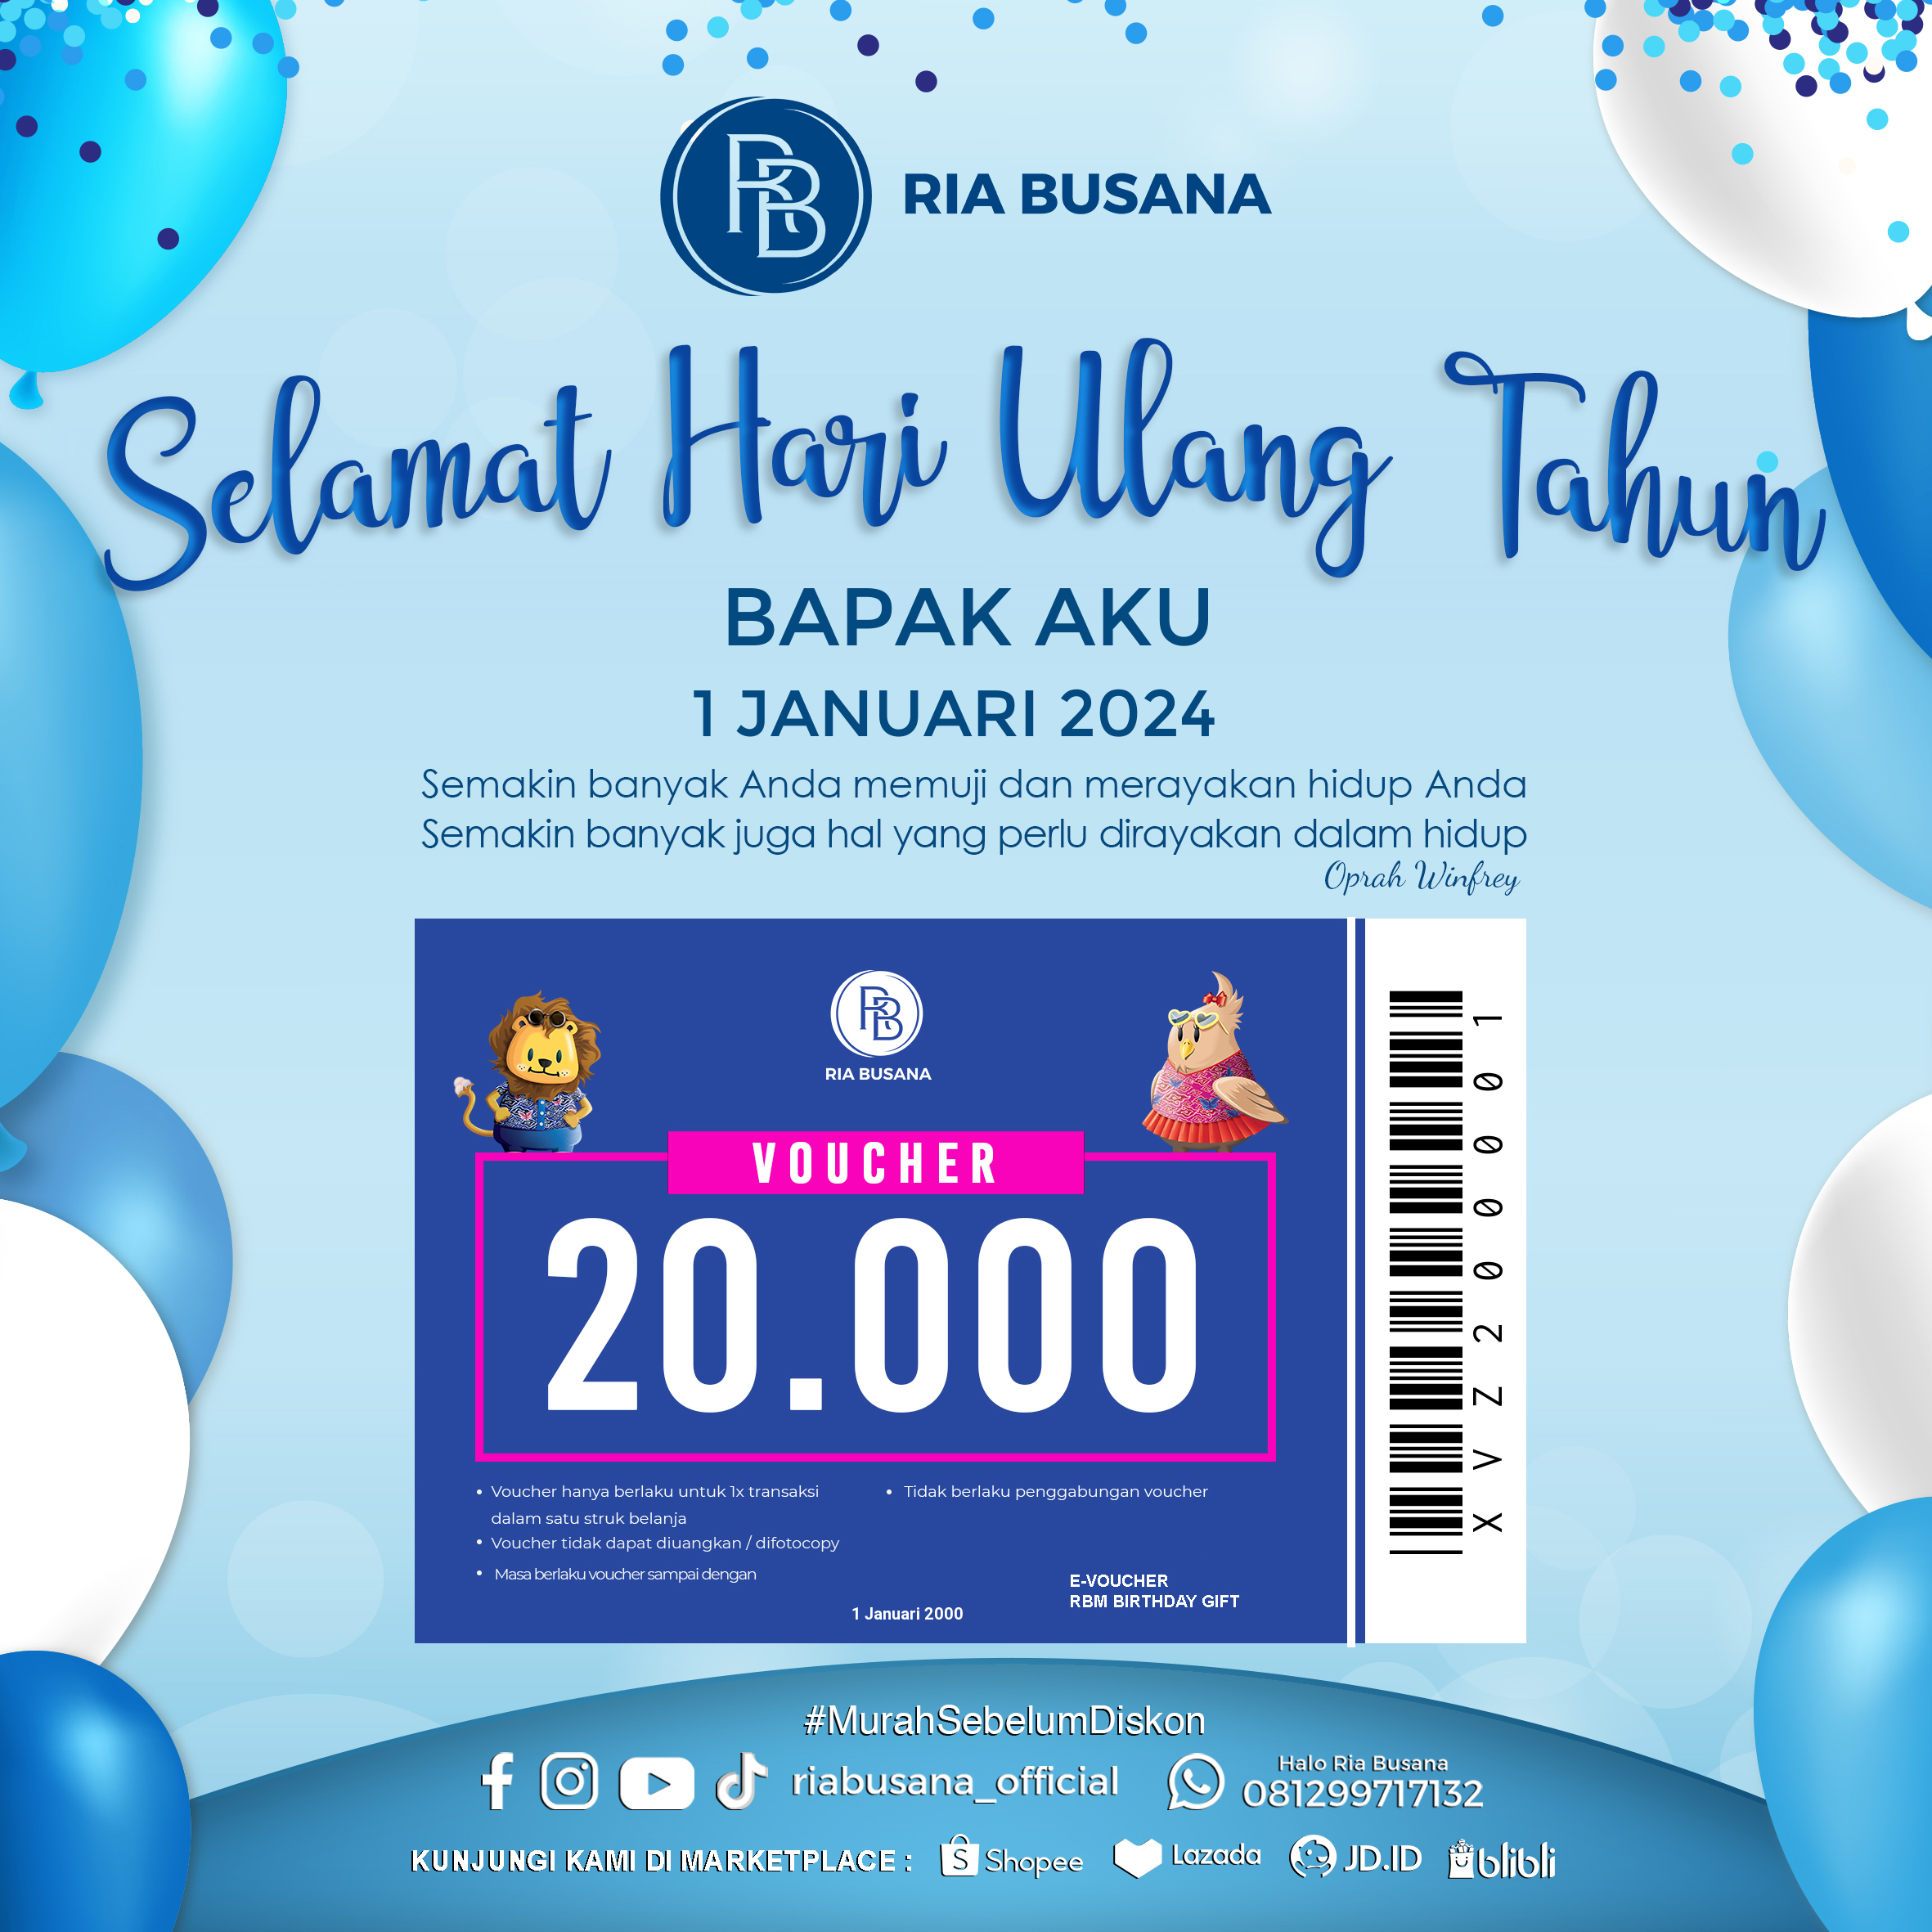 RB RIA BUSANA
Selamat Hari Ulang Tahun
BAPAK AKU
1 JANUARI 2024
Semakin banyak Anda memuji dan merayakan hidup Anda
Semakin banyak juga hal yang perlu dirayakan dalam hidup
Oprah Winfrey
RB
RIA BUSANA
VOUCHER
20.000
• Voucher hanya berlaku untuk 1x transaksi
dalam satu struk belanja
• Voucher tidak dapat diuangkan / difotocopy
• Masa berlaku voucher sampai dengan
1 Januari 2000
• Tidak berlaku penggabungan voucher
E-VOUCHER
RBM BIRTHDAY GIFT
XVZ200001
#MurahSebelumDiskon
riabusana_official
Halo Ria Busana
081299717132
KUNJUNGI KAMI DI MARKETPLACE : Shopee Lazada JD.ID blibli